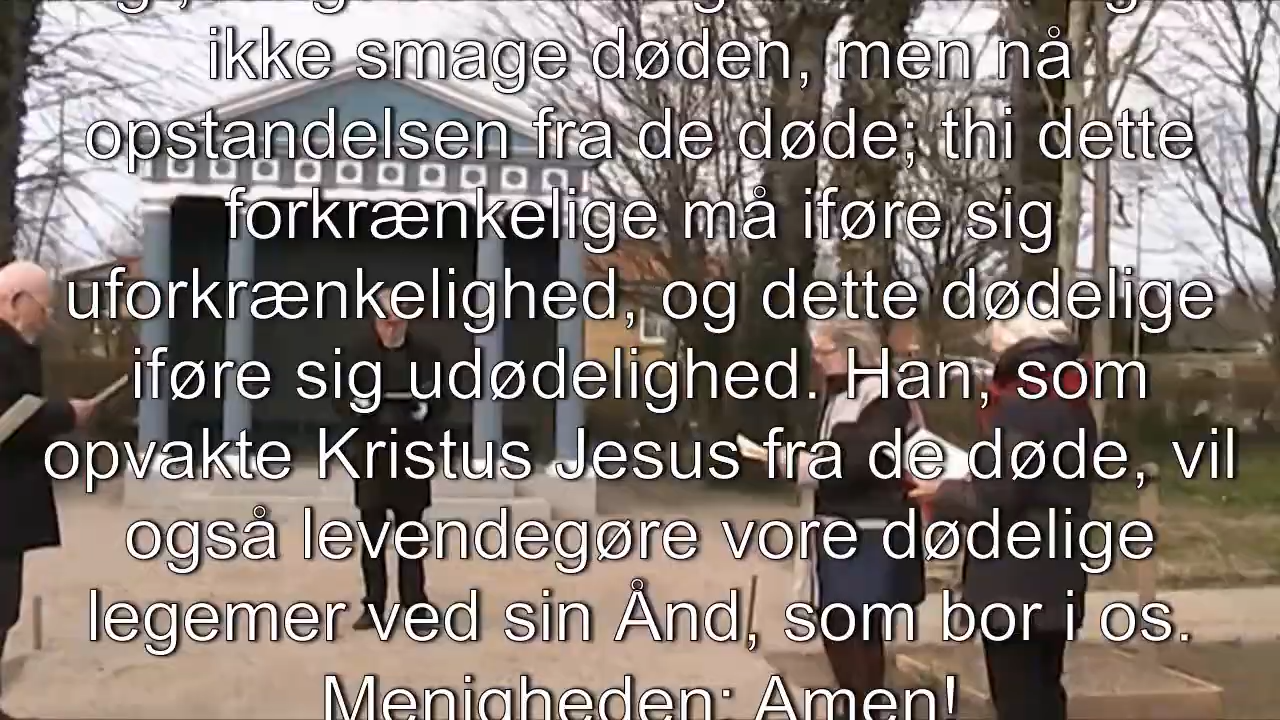 ikke smage døden, men nå
opstandelsen fra de døde; thi dette
forkrænkelige må iføre sig
uforkrænkelighed, og dette dødelige
iføre sig udødelighed. Han, som
opvakte Kristus Jesus fra de døde, vil
også levendegøre vore dødelige
legemer ved sin Ånd, som bor i os.
Menigheden: Amen!